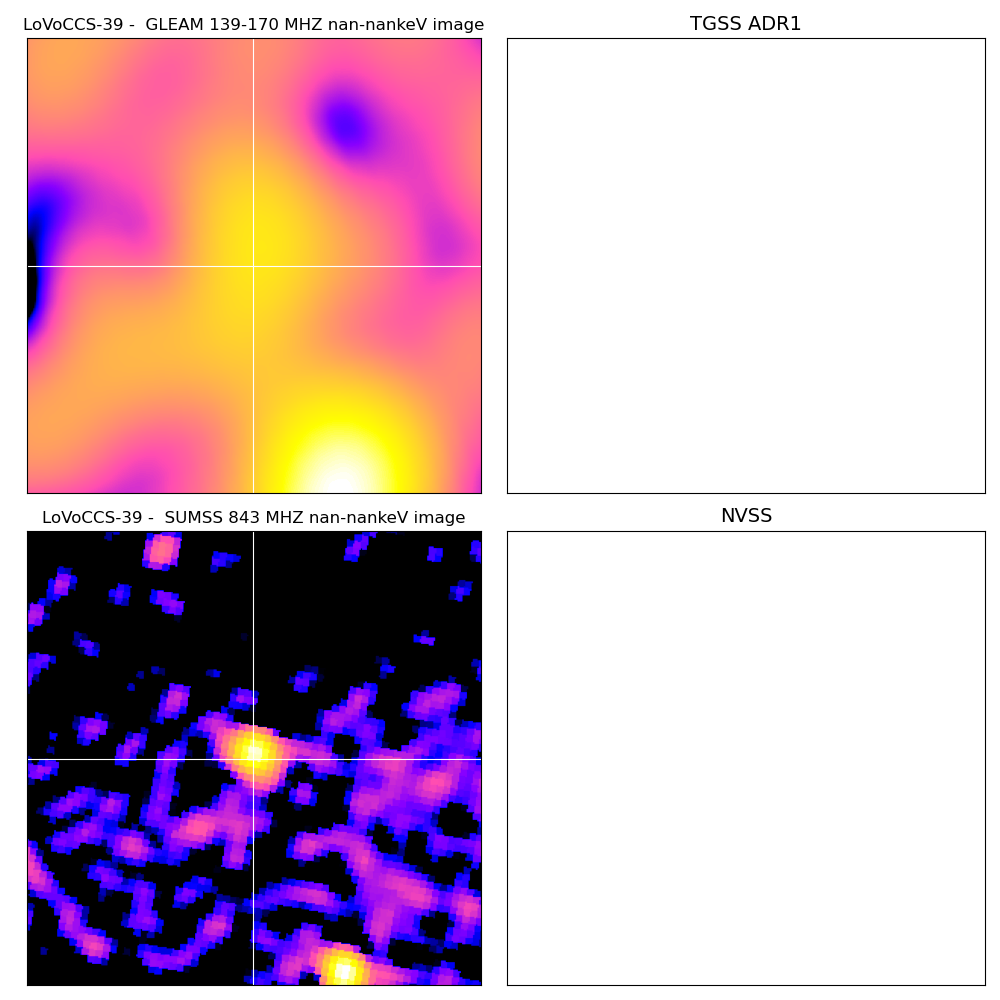 LoVoCCS-39 -  GLEAM 139-170 MHZ nan-nankeV image
TGSS ADR1
LoVoCCS-39 -  SUMSS 843 MHZ nan-nankeV image
NVSS